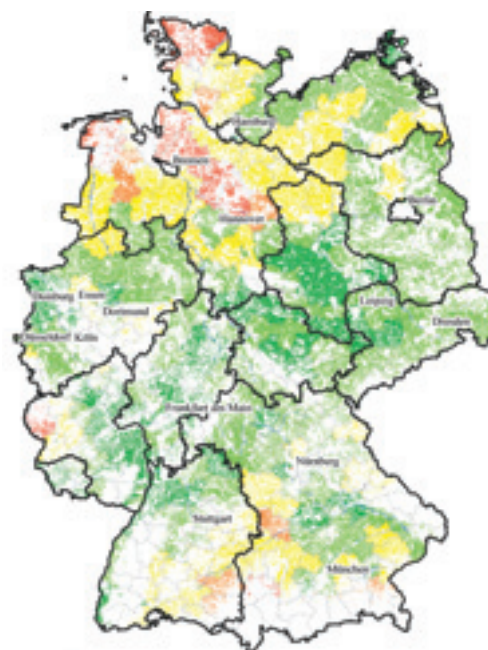 Hamburg
Bremen
Hannover
Berlin
Duisburg
Essen
Dortmund
Düsseldorf
Köln
Leipzig
Dresden
Frankfurt am Main
Nürnberg
Stuttgart
München